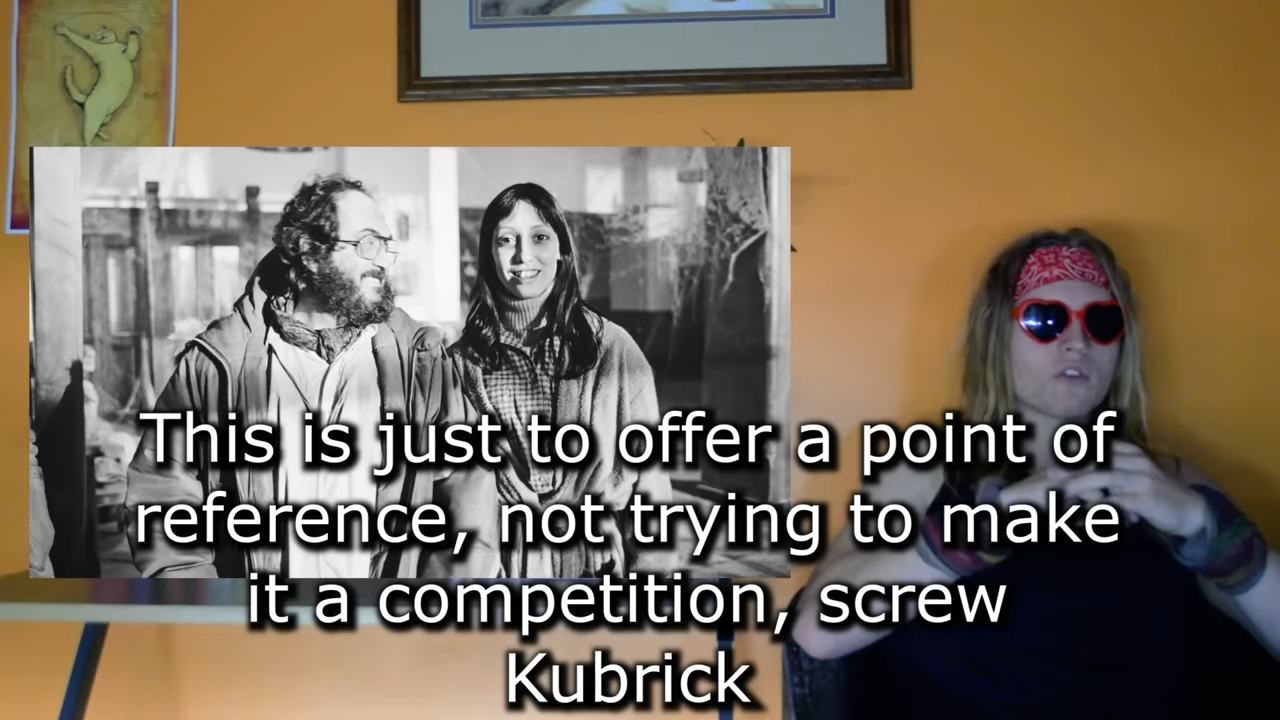 This is just to offer a point of
reference, not trying to make
it a competition, screw
Kubrick